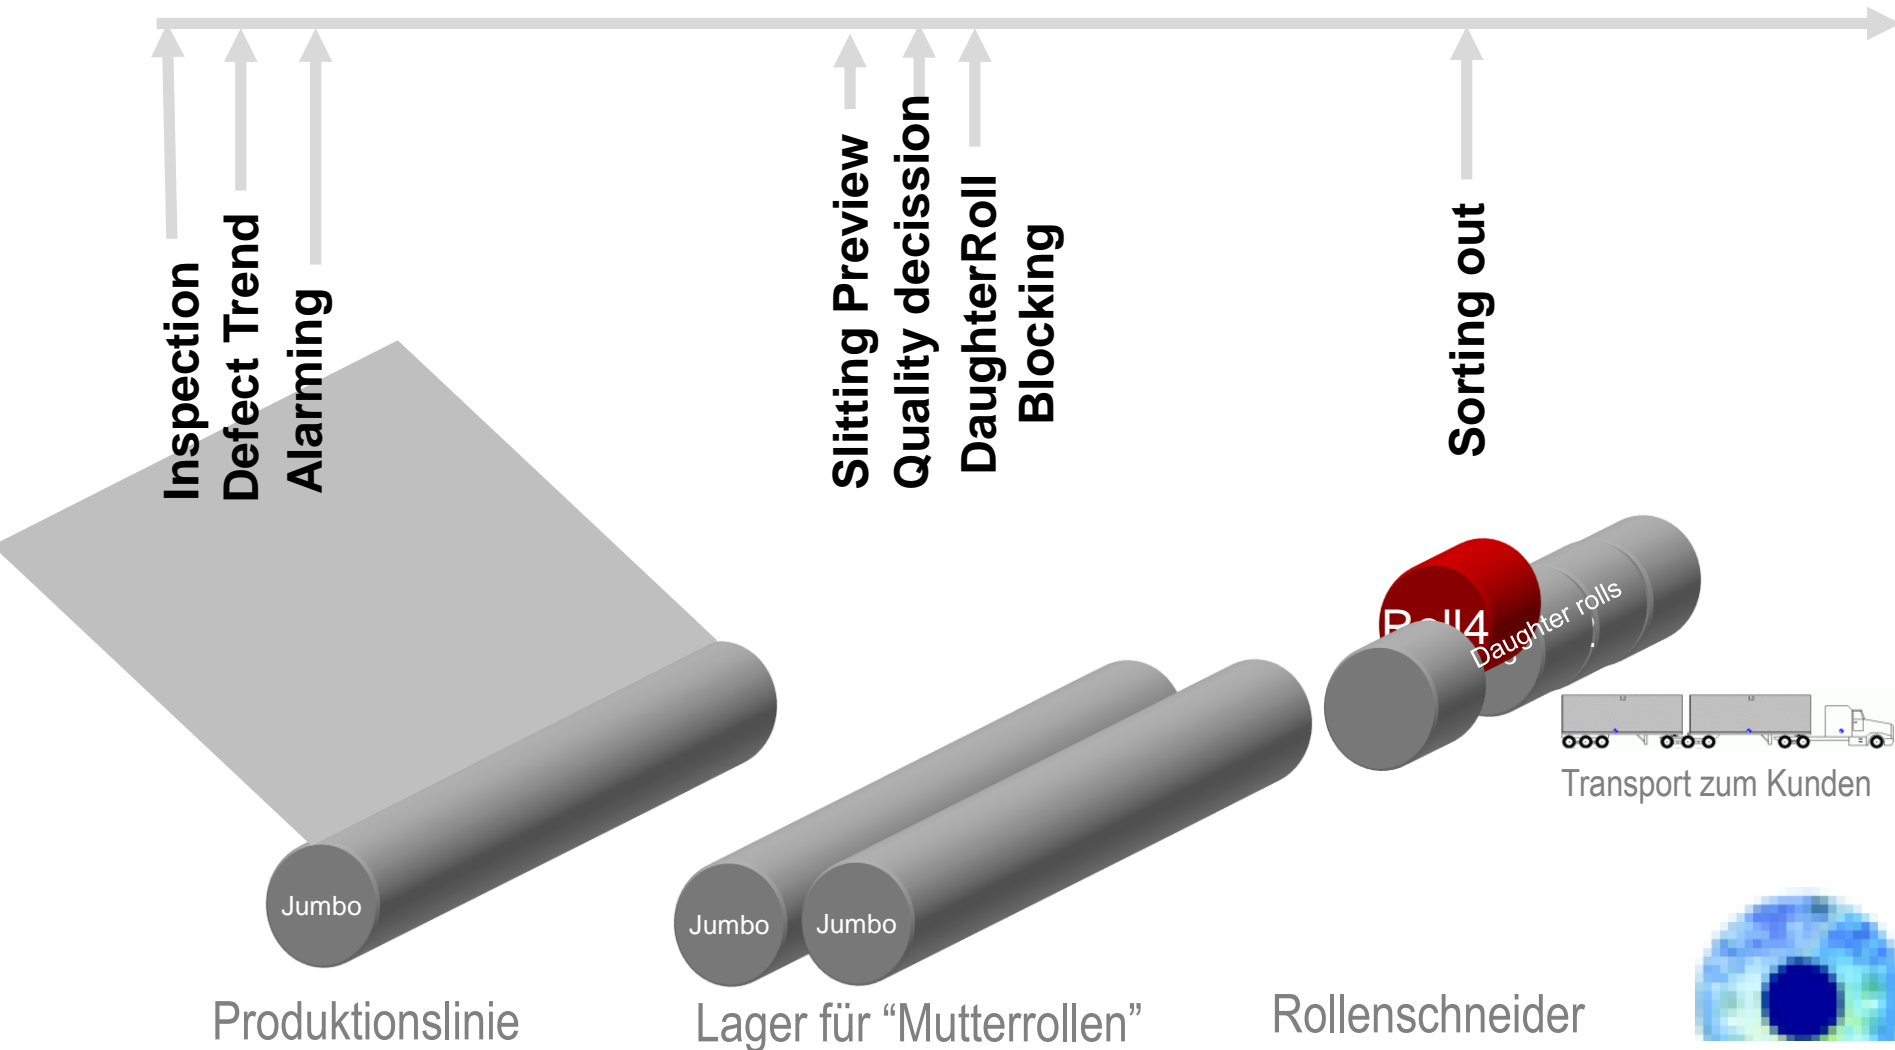 Inspection
Defect Trend
Alarming
Slitting Preview
Quality decission
DaughterRoll
Blocking
Sorting out
Roll4
Daughter rolls
Transport zum Kunden
Jumbo
Jumbo
Jumbo
Produktionslinie
Lager für “Mutterrollen”
Rollenschneider